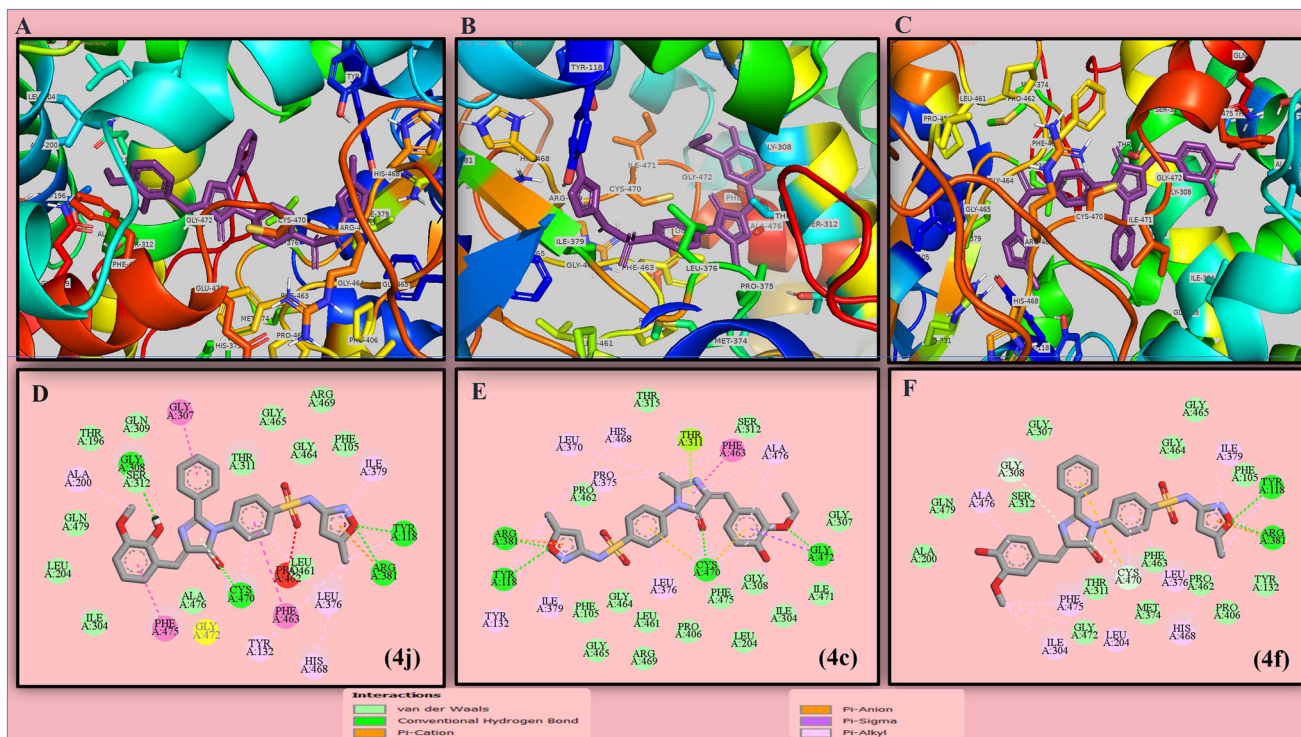 A
B
C
TYR-118
HIS-468
ILE-471
GLY-472
CYS-470
LEU-461
PRO-462
GLY-464
GLY-465
GLY-472
CYS-470
ARG-
HIS-468
ILE-379
GLY-472
CYS-470
ILE-471
GLY-465
ILE-379
PHE-463
LEU-376
PRO-375
ALA-476
SER-312
MET-374
HIS-468
PRO-406
D
E
F
GLY
A:307
ARG
A:469
GLY
A:465
GLN
A:309
THR
A:196
GLY
A:308
SER
A:312
THR
A:311
GLY
A:464
PHE
A:105
ILE
A:379
ALA
A:200
GLN
A:479
LEU
A:204
ILE
A:304
ALA
A:476
PHE
A:475
GLY
A:472
CYS
A:470
PRO
A:462
LEU
A:461
PHE
A:463
LEU
A:376
TYR
A:132
HIS
A:468
TYR
A:118
ARG
A:381
(4j)
THR
A:315
HIS
A:468
LEU
A:370
THR
A:311
SER
A:312
PHE
A:463
ALA
A:476
PRO
A:375
PRO
A:462
ARG
A:381
TYR
A:118
TYR
A:132
ILE
A:379
PHE
A:105
GLY
A:464
GLY
A:465
LEU
A:461
ARG
A:469
LEU
A:376
PRO
A:406
CYS
A:470
PHE
A:475
GLY
A:308
LEU
A:204
ILE
A:304
ILE
A:471
GLY
A:472
GLY
A:307
(4c)
GLY
A:465
GLY
A:307
GLY
A:464
ILE
A:379
GLY
A:308
PHE
A:105
TYR
A:118
ALA
A:476
SER
A:312
GLN
A:479
ARG
A:381
ALA
A:200
CYS
A:470
PHE
A:463
LEU
A:376
PRO
A:462
TYR
A:132
THR
A:311
PHE
A:475
MET
A:374
PRO
A:406
GLY
A:472
LEU
A:204
HIS
A:468
ILE
A:304
(4f)
Interactions
van der Waals
Conventional Hydrogen Bond
Pi-Cation
Pi-Anion
Pi-Sigma
Pi-Alkyl